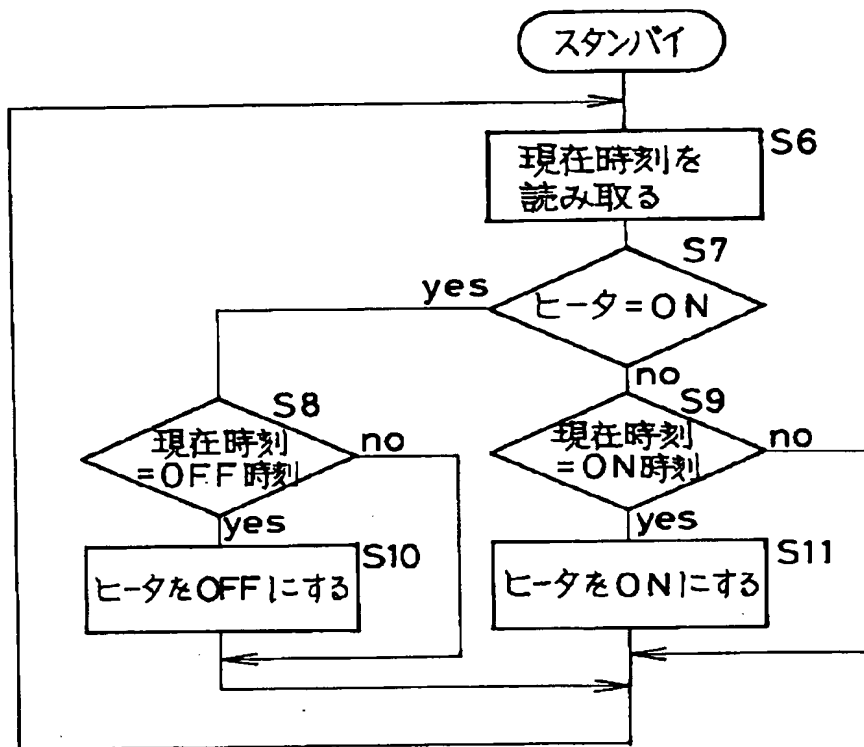 スタンバイ
S6
現在時刻を
読み取る
S7
yes
ヒータ=ON
no
S8
現在時刻
=OFF時刻
no
yes
S9
現在時刻
=ON時刻
no
yes
S10
ヒータをOFFにする
S11
ヒータをONにする